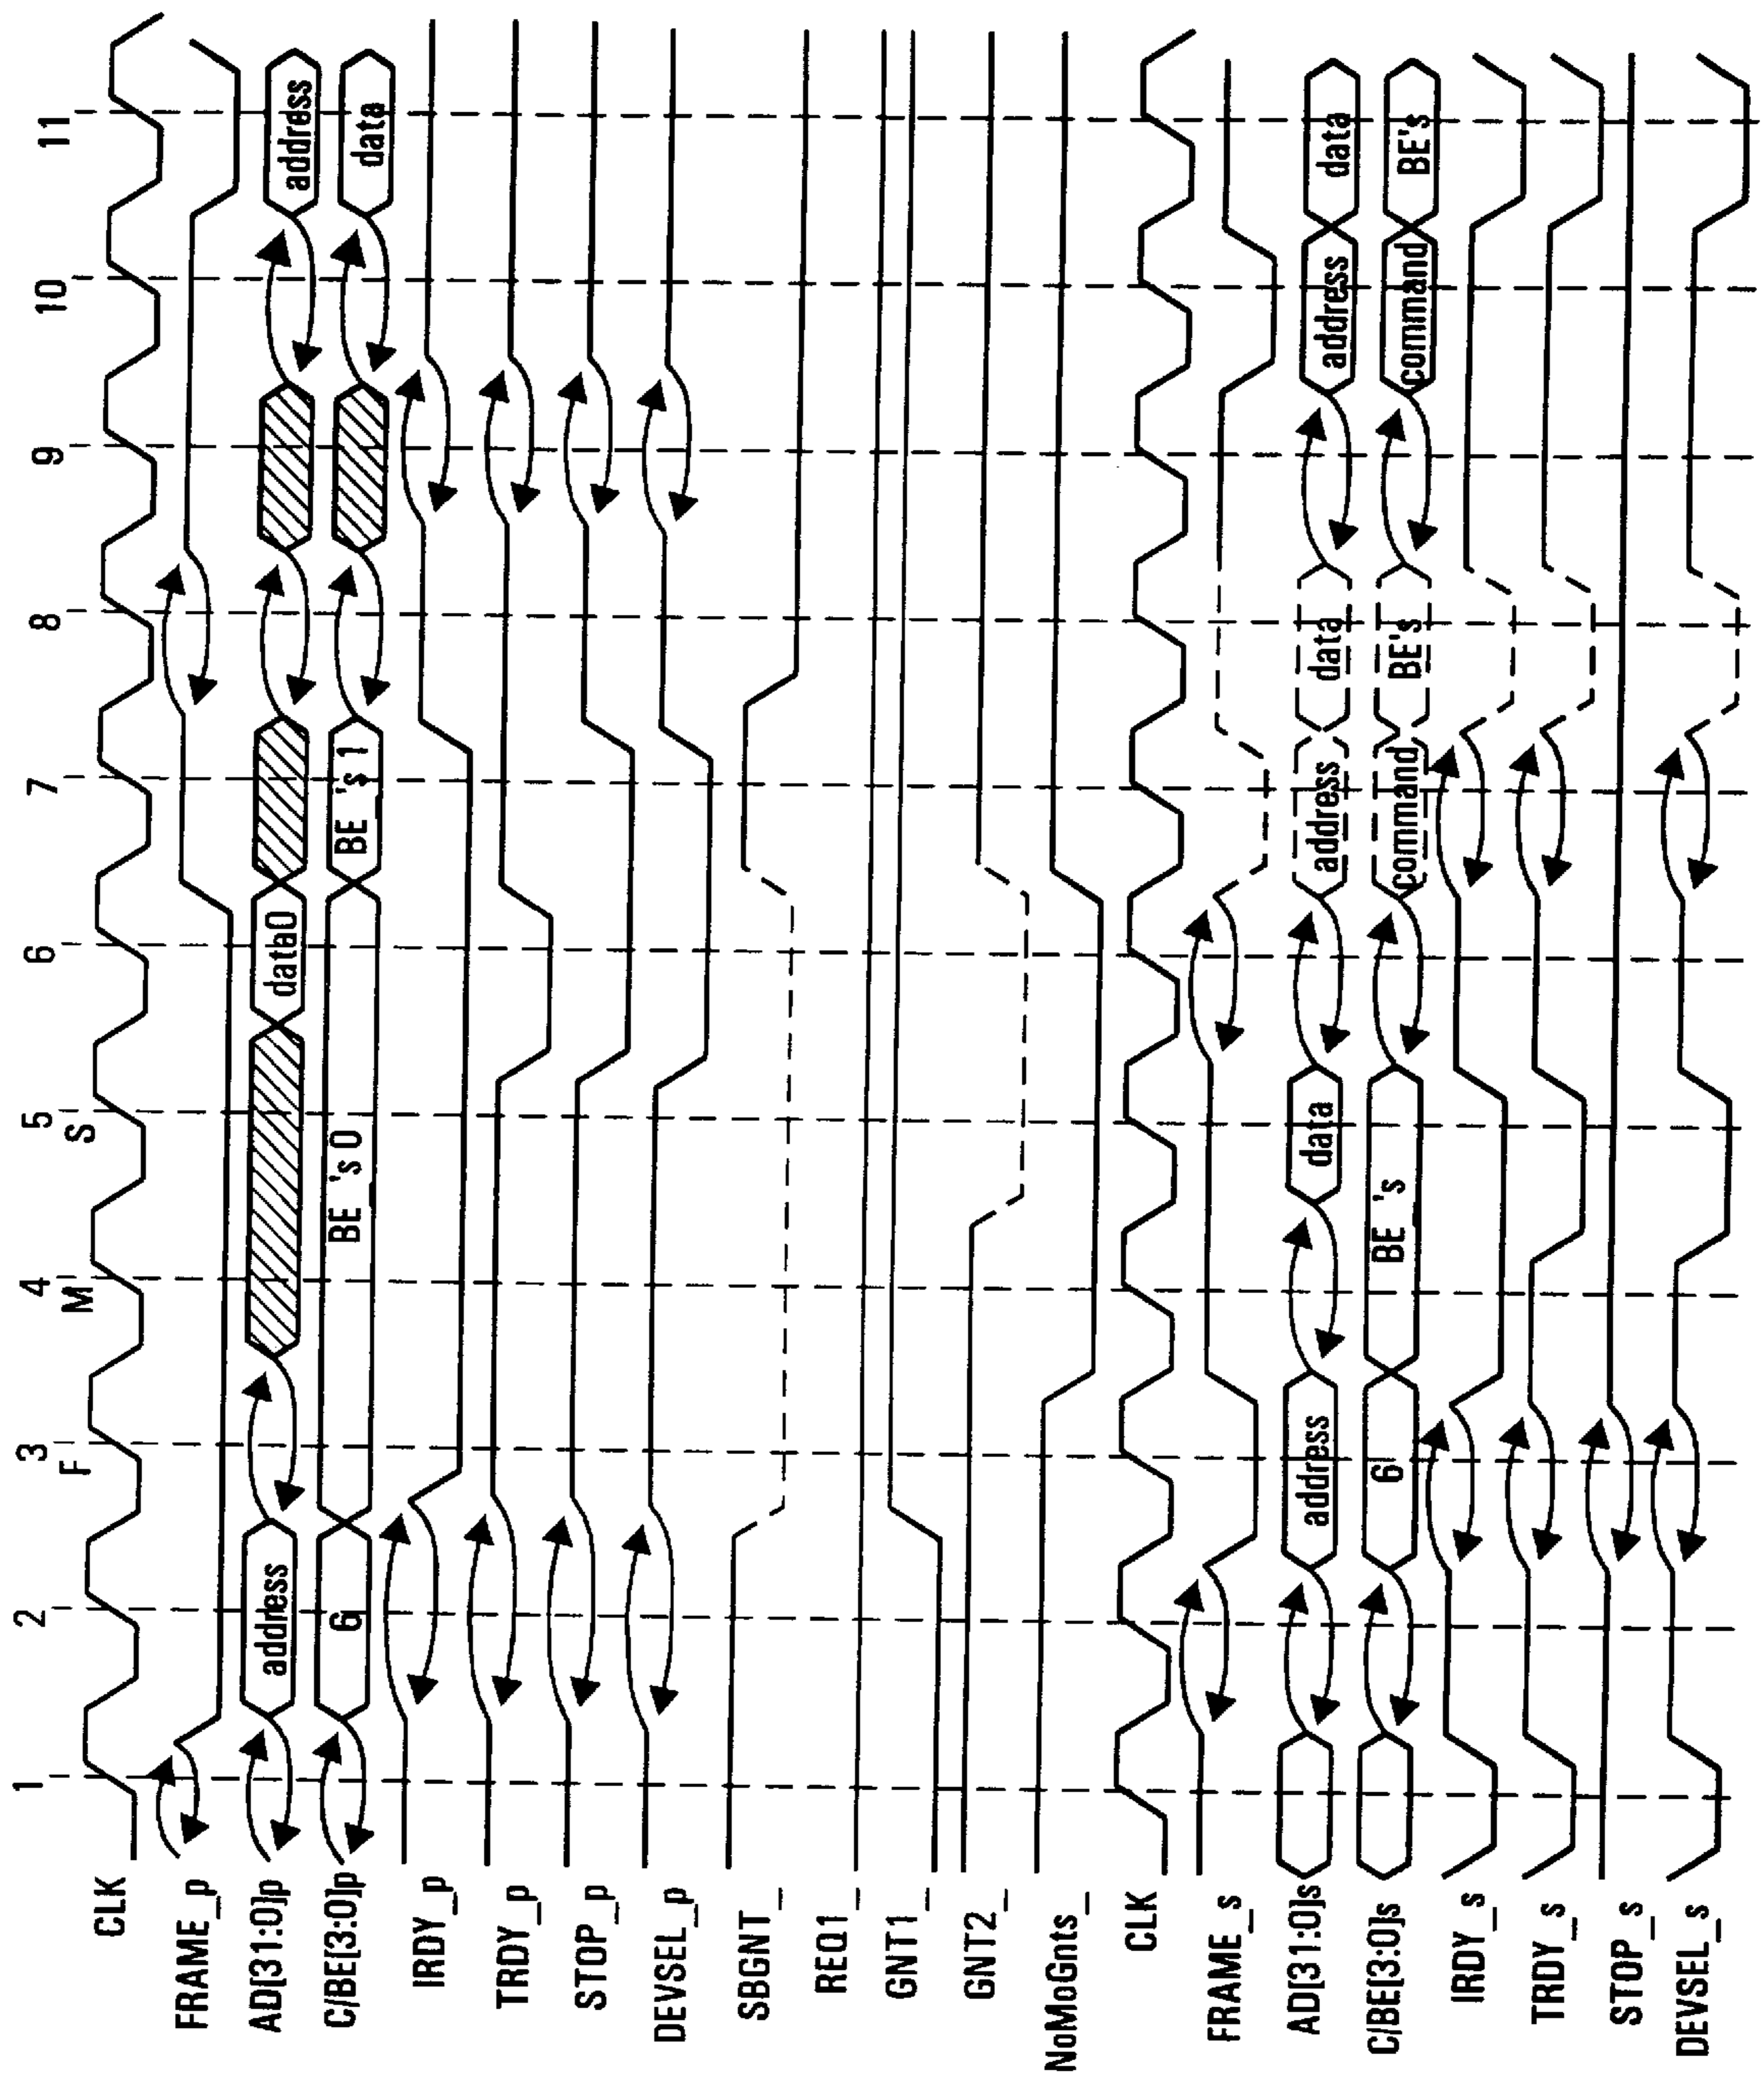 1 2 3 4 5 6 7 8 9 10 11
F M S
CLK
FRAME_p
AD[31:0]p address data0 address
C/BE[3:0]p 6 BE 's 0 BE 's 1 data
IRDY_p
TRDY_p
STOP_p
DEVSEL_p
SBGNT_
REQ1_
GNT1_
GNT2_
NoMoGnts_
CLK
FRAME_s
AD[31:0]s address data address data address data
C/BE[3:0]s 6 BE 's command BE's command BE's
IRDY_s
TRDY_s
STOP_s
DEVSEL_s